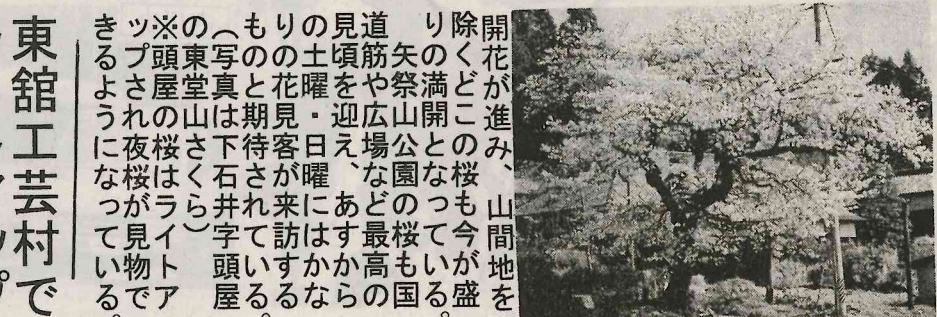 開花が進み、山間地を
除くどこの桜も今が盛
りの満開となっている。
矢祭山公園の桜も国
道筋や広場など最高の
見頃を迎え、あすから
の土曜・日曜にはかな
りの花見客が来訪する
ものと期待されている。
(写真は下石井字頭屋
の東堂山さくら)
※頭屋の桜はライトア
ップされ夜桜が見物で
きるようになっている。
東舘工芸村で